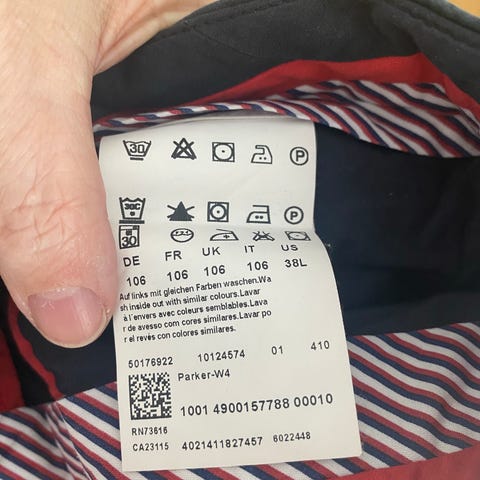 30
P
30C
P
30
DE FR UK IT US
106 106 106 106 38L
Auf links mit gleichen Farben waschen.Wa
sh inside out with similar colours.Lavar
à l'envers avec couleurs semblables.Lava
r de avesso com cores similares.Lavar po
r el revés con colores similares.
50176922 10124574 01 410
Parker-W4
1001 4900157788 00010
RN73616
CA23115 4021411827457 6022448